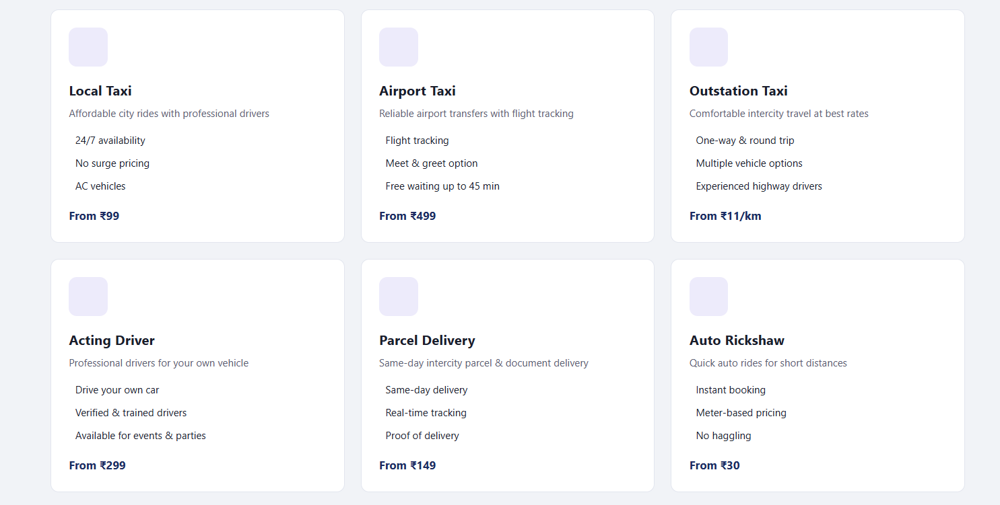 Local Taxi
Affordable city rides with professional drivers
24/7 availability
No surge pricing
AC vehicles
From ₹99
Airport Taxi
Reliable airport transfers with flight tracking
Flight tracking
Meet & greet option
Free waiting up to 45 min
From ₹499
Outstation Taxi
Comfortable intercity travel at best rates
One-way & round trip
Multiple vehicle options
Experienced highway drivers
From ₹11/km
Acting Driver
Professional drivers for your own vehicle
Drive your own car
Verified & trained drivers
Available for events & parties
From ₹299
Parcel Delivery
Same-day intercity parcel & document delivery
Same-day delivery
Real-time tracking
Proof of delivery
From ₹149
Auto Rickshaw
Quick auto rides for short distances
Instant booking
Meter-based pricing
No haggling
From ₹30